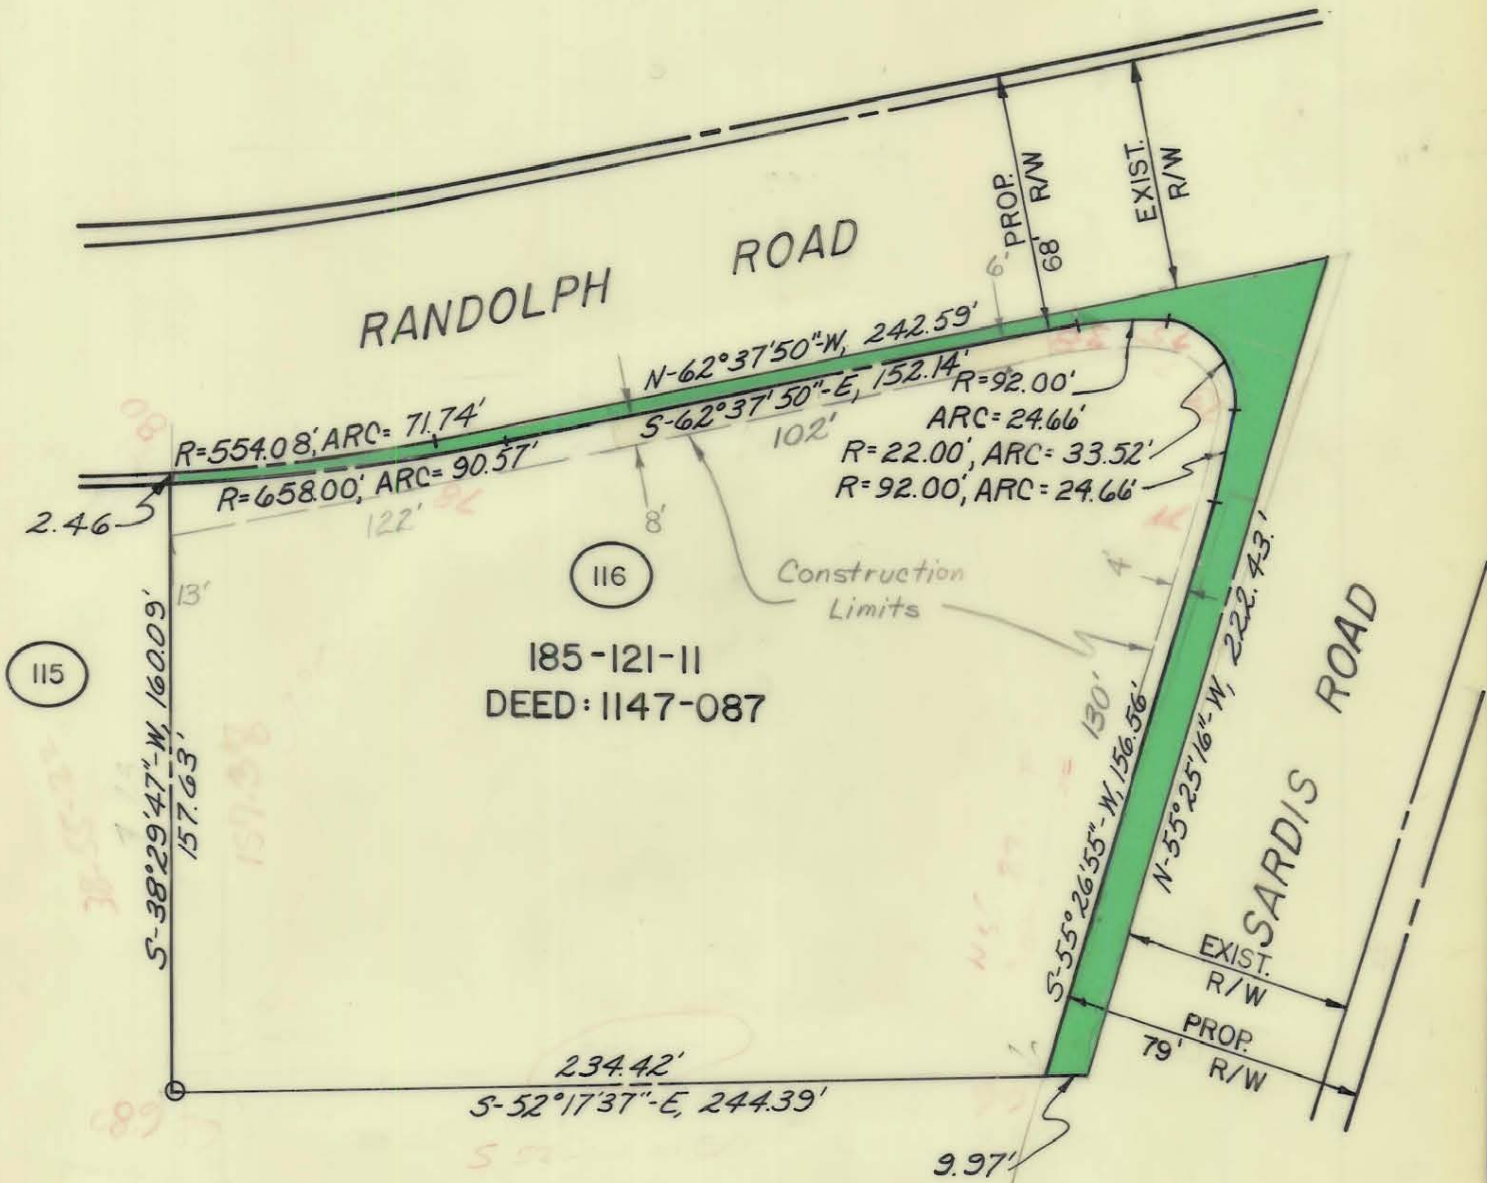 RANDOLPH ROAD
6'
PROP. R/W
68'
EXIST. R/W
N-62°37'50"-W, 242.59'
S-62°37'50"-E, 152.14'
R=554.08', ARC= 71.74'
R=658.00', ARC= 90.57'
R=92.00'
ARC= 24.66'
R=22.00', ARC= 33.52'
R=92.00', ARC= 24.66'
102'
122'
78
8'
2.46
13'
116
115
Construction
Limits
4'
185-121-11
DEED: 1147-087
S-38°29'47"-W, 160.09'
157.63'
157.38
130'
S-55°26'55"-W, 156.56'
N-55°25'16"-W, 222.43'
SARDIS ROAD
EXIST.
R/W
PROP.
79' R/W
234.42'
S-52°17'37"-E, 244.39'
9.97'